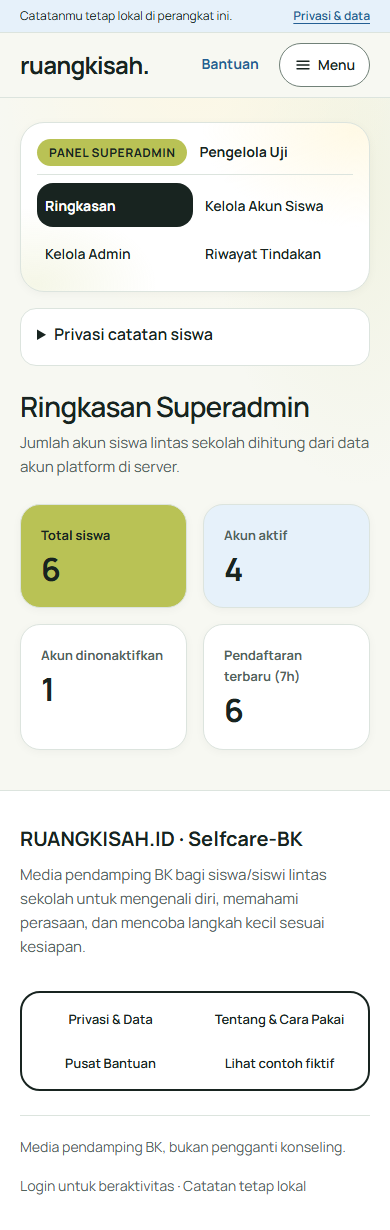 Catatanmu tetap lokal di perangkat ini. Privasi & data
ruangkisah. Bantuan Menu
PANEL SUPERADMIN Pengelola Uji
Ringkasan Kelola Akun Siswa
Kelola Admin Riwayat Tindakan
Privasi catatan siswa
Ringkasan Superadmin
Jumlah akun siswa lintas sekolah dihitung dari data
akun platform di server.
Total siswa
6
Akun aktif
4
Akun dinonaktifkan
1
Pendaftaran
terbaru (7h)
6
RUANGKISAH.ID · Selfcare-BK
Media pendamping BK bagi siswa/siswi lintas
sekolah untuk mengenali diri, memahami
perasaan, dan mencoba langkah kecil sesuai
kesiapan.
Privasi & Data Tentang & Cara Pakai
Pusat Bantuan Lihat contoh fiktif
Media pendamping BK, bukan pengganti konseling.
Login untuk beraktivitas · Catatan tetap lokal